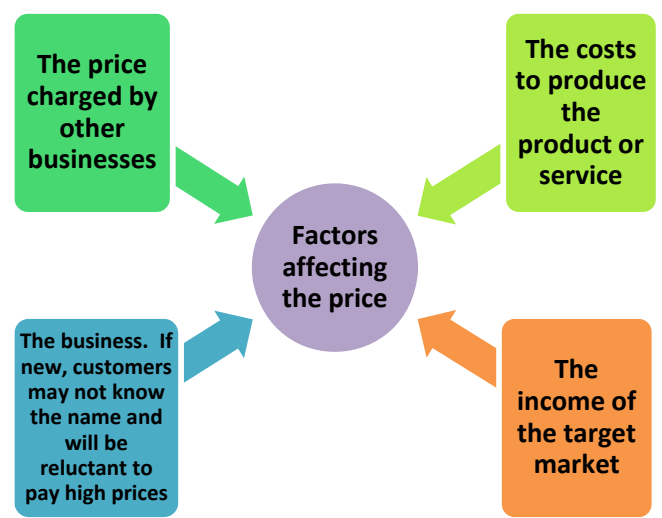 The price
charged by
other
businesses
The costs
to produce
the
product or
service
Factors
affecting
the price
The business.  If
new, customers
may not know
the name and
will be
reluctant to
pay high prices
The
income of
the target
market